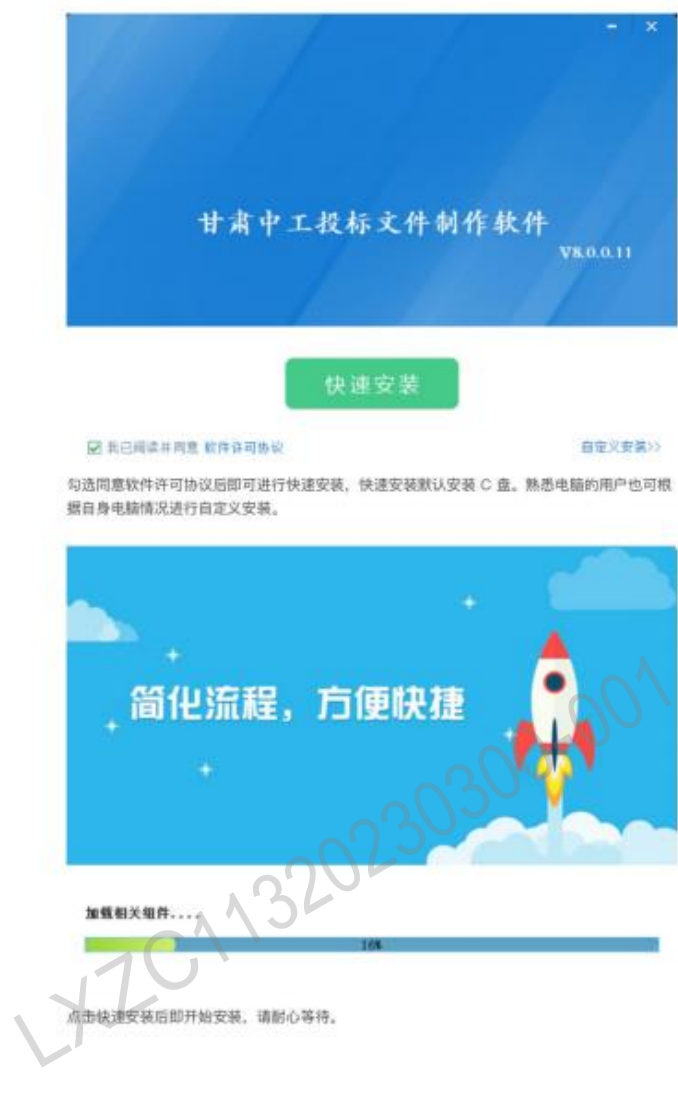 甘肃中工投标文件制作软件
V8.0.0.11
快速安装
我已阅读并同意 软件许可协议
自定义安装>>
勾选同意软件许可协议后即可进行快速安装，快速安装默认安装 C 盘。熟悉电脑的用户也可根
据自身电脑情况进行自定义安装。
简化流程，方便快捷
加载相关组件....
16%
点击快速安装后即开始安装，请耐心等待。